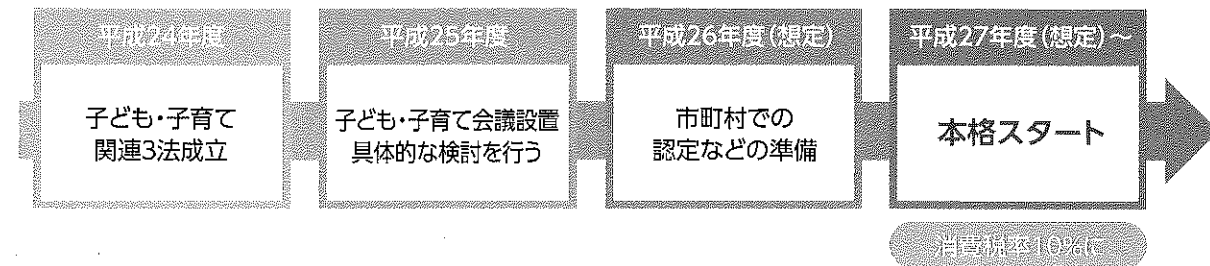 平成24年度
子ども・子育て
関連3法成立
平成25年度
子ども・子育て会議設置
具体的な検討を行う
平成26年度(想定)
市町村での
認定などの準備
平成27年度(想定)～
本格スタート
消費税率10%に